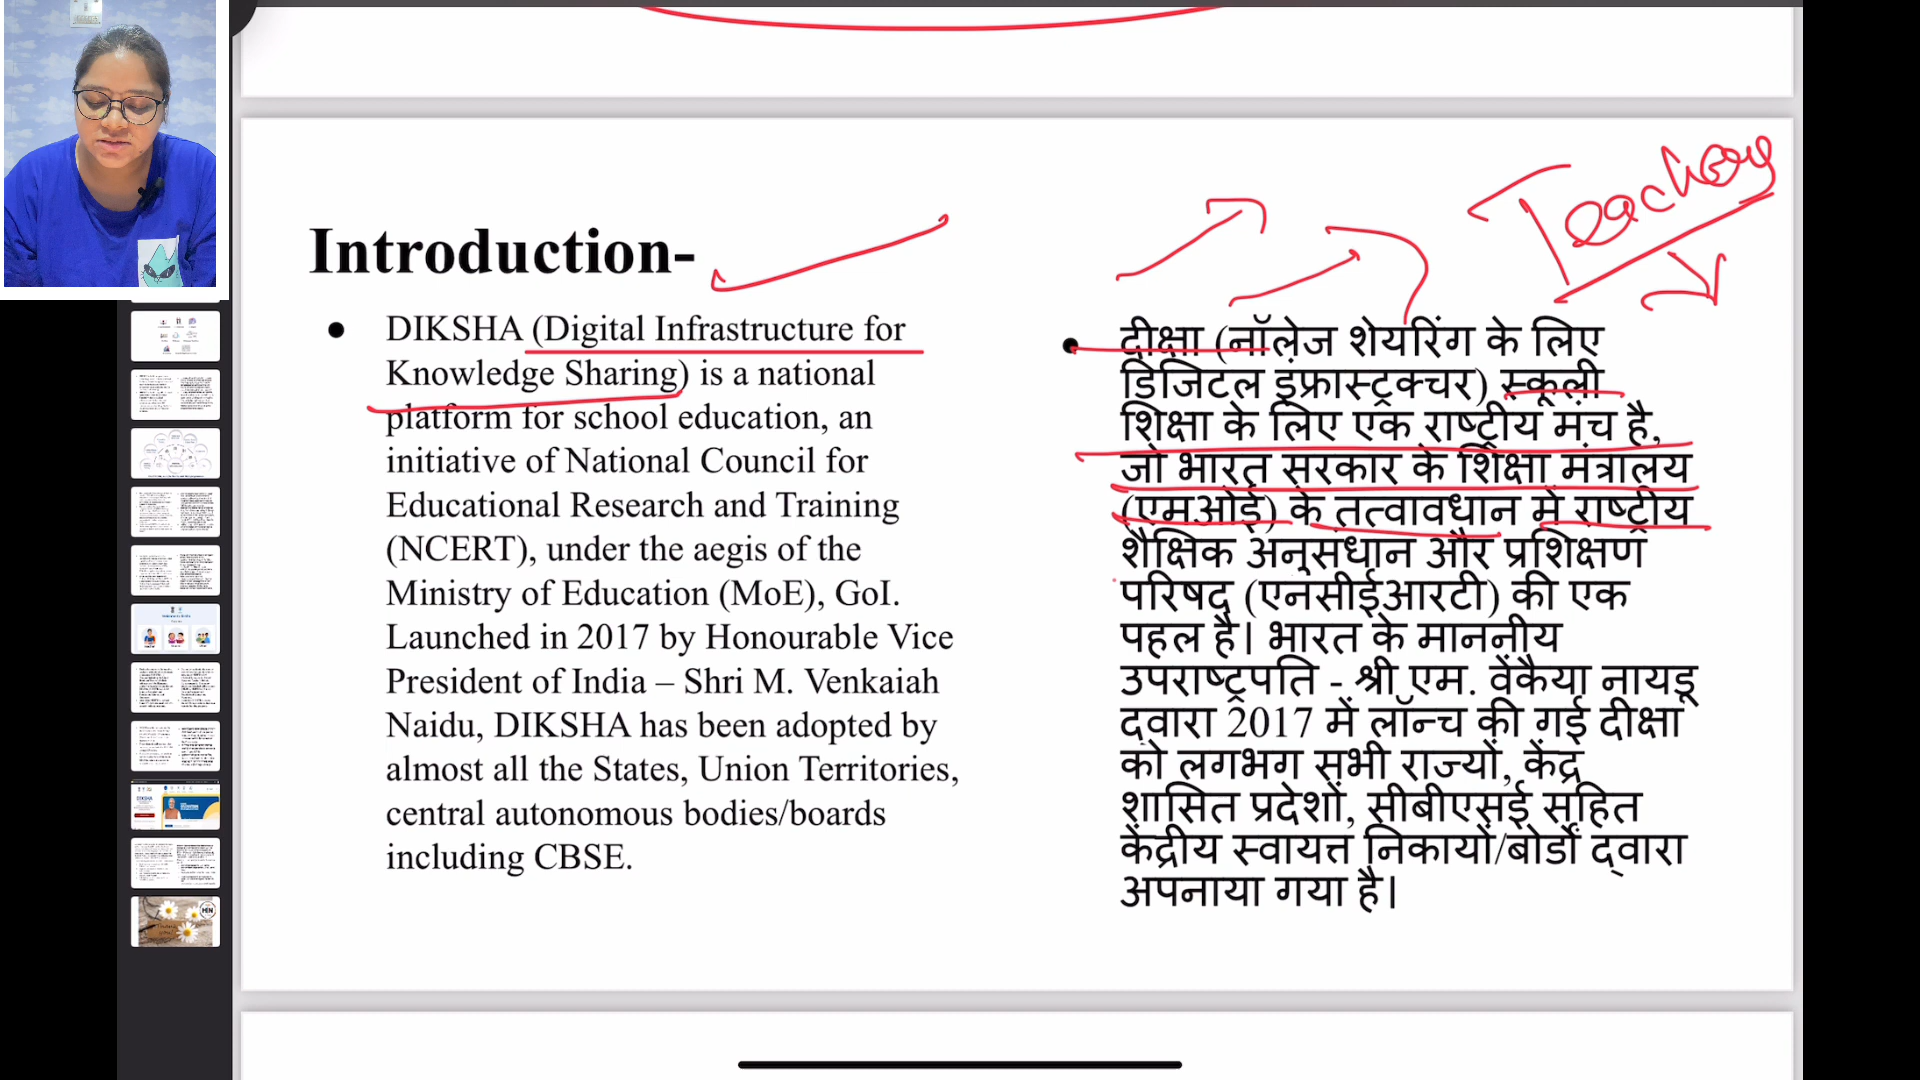 Introduction-
Teachers
● DIKSHA (Digital Infrastructure for
Knowledge Sharing) is a national
platform for school education, an
initiative of National Council for
Educational Research and Training
(NCERT), under the aegis of the
Ministry of Education (MoE), GoI.
Launched in 2017 by Honourable Vice
President of India – Shri M. Venkaiah
Naidu, DIKSHA has been adopted by
almost all the States, Union Territories,
central autonomous bodies/boards
including CBSE.
● दीक्षा (नॉलेज शेयरिंग के लिए
डिजिटल इंफ्रास्ट्रक्चर) स्कूली
शिक्षा के लिए एक राष्ट्रीय मंच है,
जो भारत सरकार के शिक्षा मंत्रालय
(एमओई) के तत्वावधान में राष्ट्रीय
शैक्षिक अनुसंधान और प्रशिक्षण
परिषद (एनसीईआरटी) की एक
पहल है। भारत के माननीय
उपराष्ट्रपति - श्री एम. वेंकैया नायडू
द्वारा 2017 में लॉन्च की गई दीक्षा
को लगभग सभी राज्यों, केंद्र
शासित प्रदेशों, सीबीएसई सहित
केंद्रीय स्वायत्त निकायों/बोर्डों द्वारा
अपनाया गया है।